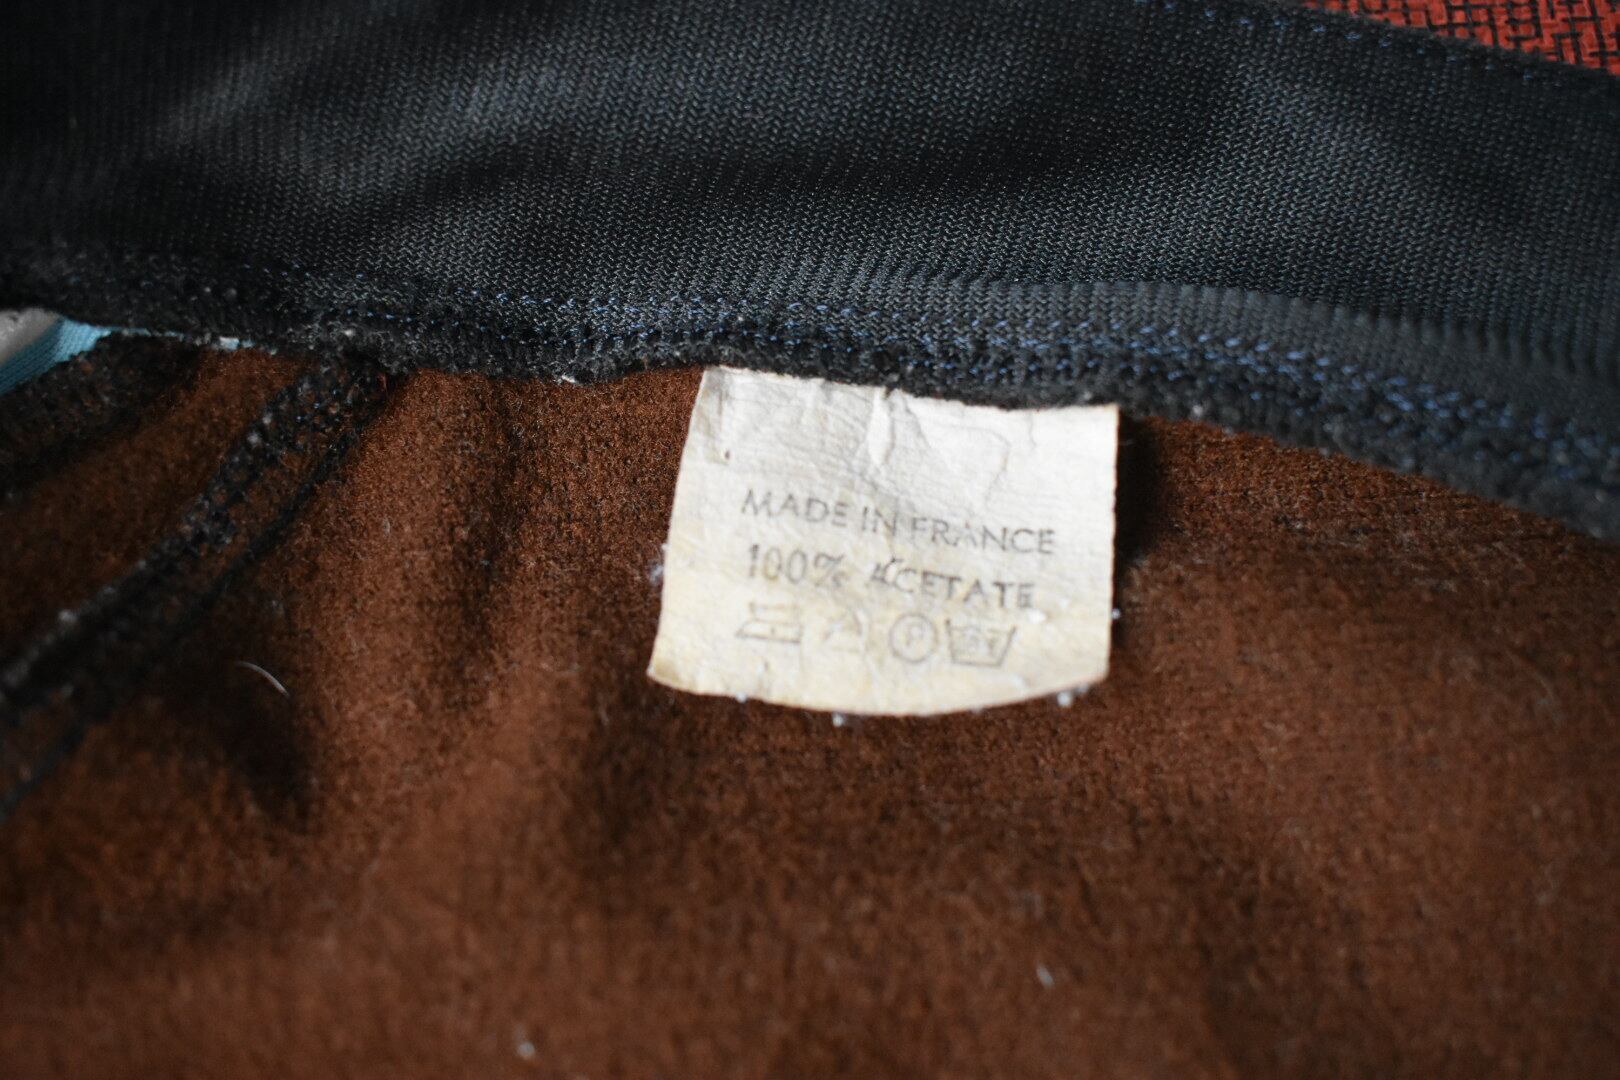 MADE IN FRANCE
100% ACETATE
P